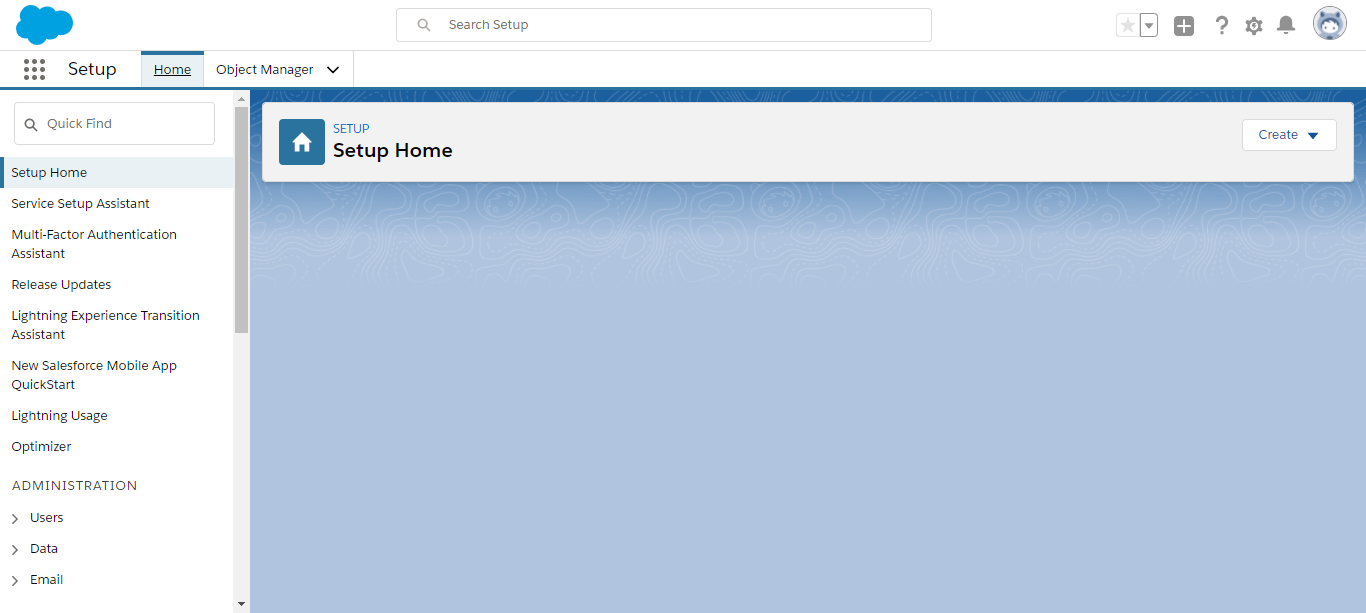 Search Setup
Setup
Home
Object Manager
Quick Find
Setup Home
Service Setup Assistant
Multi-Factor Authentication
Assistant
Release Updates
Lightning Experience Transition
Assistant
New Salesforce Mobile App
QuickStart
Lightning Usage
Optimizer
ADMINISTRATION
Users
Data
Email
SETUP
Setup Home
Create